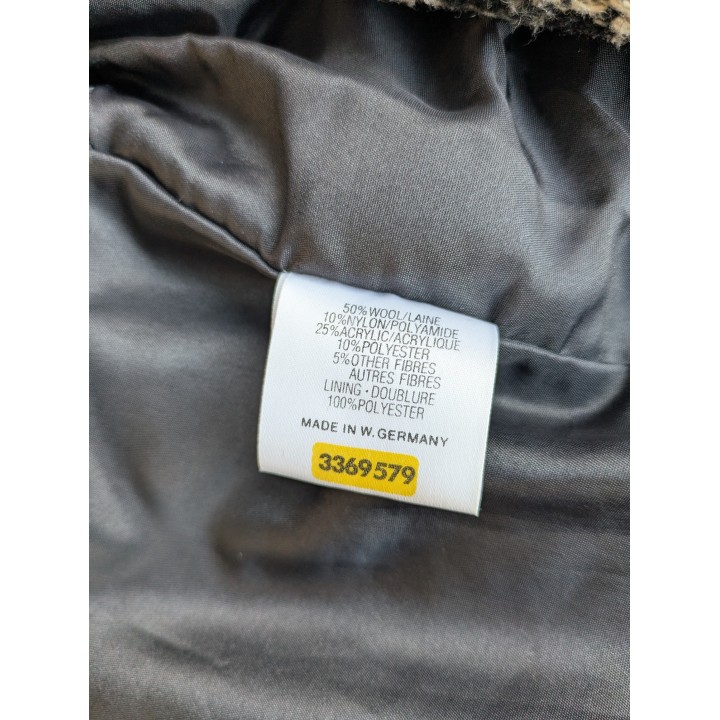 50% WOOL/LAINE
10%NYLON/POLYAMIDE
25%ACRYLIC/ACRYLIQUE
10%POLYESTER
5%OTHER FIBRES
AUTRES FIBRES
LINING · DOUBLURE
100%POLYESTER
MADE IN W. GERMANY
3369579